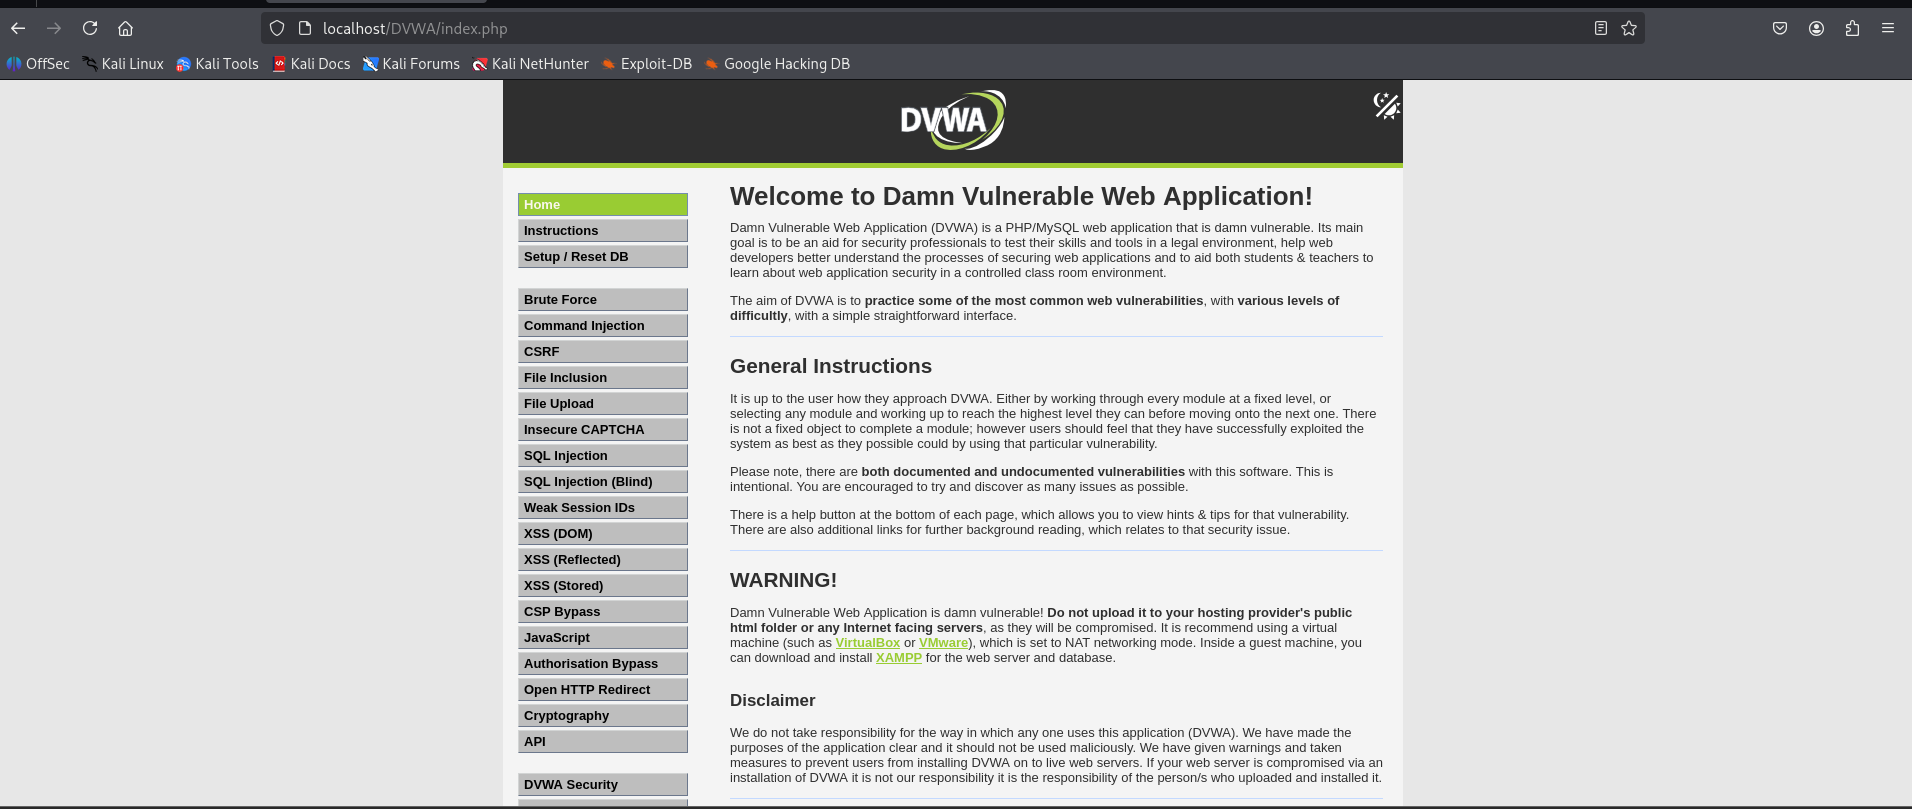 localhost/DVWA/index.php
OffSec Kali Linux Kali Tools Kali Docs Kali Forums Kali NetHunter Exploit-DB Google Hacking DB
DVWA
Home
Instructions
Setup / Reset DB
Brute Force
Command Injection
CSRF
File Inclusion
File Upload
Insecure CAPTCHA
SQL Injection
SQL Injection (Blind)
Weak Session IDs
XSS (DOM)
XSS (Reflected)
XSS (Stored)
CSP Bypass
JavaScript
Authorisation Bypass
Open HTTP Redirect
Cryptography
API
DVWA Security
Welcome to Damn Vulnerable Web Application!
Damn Vulnerable Web Application (DVWA) is a PHP/MySQL web application that is damn vulnerable. Its main
goal is to be an aid for security professionals to test their skills and tools in a legal environment, help web
developers better understand the processes of securing web applications and to aid both students & teachers to
learn about web application security in a controlled class room environment.
The aim of DVWA is to practice some of the most common web vulnerabilities, with various levels of
difficultly, with a simple straightforward interface.
General Instructions
It is up to the user how they approach DVWA. Either by working through every module at a fixed level, or
selecting any module and working up to reach the highest level they can before moving onto the next one. There
is not a fixed object to complete a module; however users should feel that they have successfully exploited the
system as best as they possible could by using that particular vulnerability.
Please note, there are both documented and undocumented vulnerabilities with this software. This is
intentional. You are encouraged to try and discover as many issues as possible.
There is a help button at the bottom of each page, which allows you to view hints & tips for that vulnerability.
There are also additional links for further background reading, which relates to that security issue.
WARNING!
Damn Vulnerable Web Application is damn vulnerable! Do not upload it to your hosting provider's public
html folder or any Internet facing servers, as they will be compromised. It is recommend using a virtual
machine (such as VirtualBox or VMware), which is set to NAT networking mode. Inside a guest machine, you
can download and install XAMPP for the web server and database.
Disclaimer
We do not take responsibility for the way in which any one uses this application (DVWA). We have made the
purposes of the application clear and it should not be used maliciously. We have given warnings and taken
measures to prevent users from installing DVWA on to live web servers. If your web server is compromised via an
installation of DVWA it is not our responsibility it is the responsibility of the person/s who uploaded and installed it.